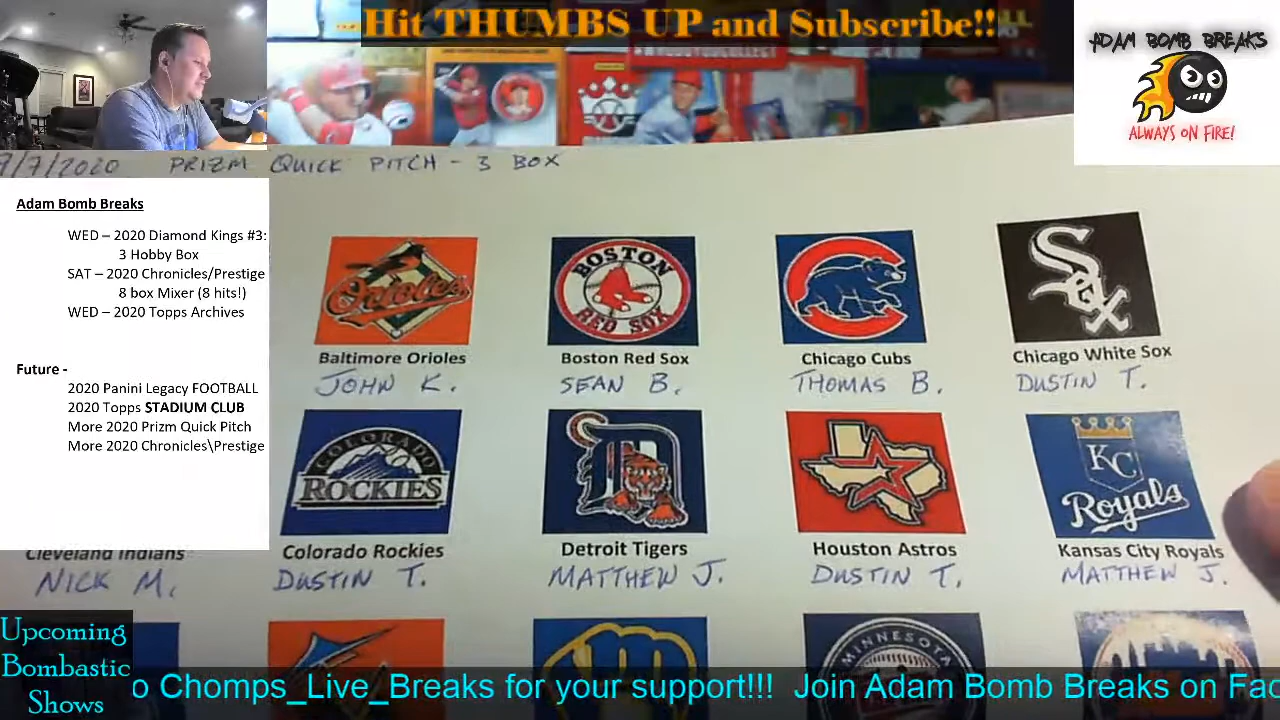 Hit THUMBS UP and Subscribe!!
ADAM BOMB BREAKS
ALWAYS ON FIRE!
7/7/2020 PRIZM QUICK PITCH - 3 BOX
Adam Bomb Breaks
WED – 2020 Diamond Kings #3:
3 Hobby Box
SAT – 2020 Chronicles/Prestige
8 box Mixer (8 hits!)
WED – 2020 Topps Archives
Future -
2020 Panini Legacy FOOTBALL
2020 Topps STADIUM CLUB
More 2020 Prizm Quick Pitch
More 2020 Chronicles\Prestige
Orioles
BOSTON
RED SOX
C
Sox
Baltimore Orioles
Boston Red Sox
Chicago Cubs
Chicago White Sox
JOHN K.
SEAN B.
THOMAS B.
DUSTIN T.
COLORADO
ROCKIES
D
KC
Royals
Cleveland Indians
Colorado Rockies
Detroit Tigers
Houston Astros
Kansas City Royals
NICK M.
DUSTIN T.
MATTHEW J.
DUSTIN T.
MATTHEW J.
MINNESOTA
Upcoming
Bombastic
Shows
o Chomps_Live_Breaks for your support!!! Join Adam Bomb Breaks on Fac